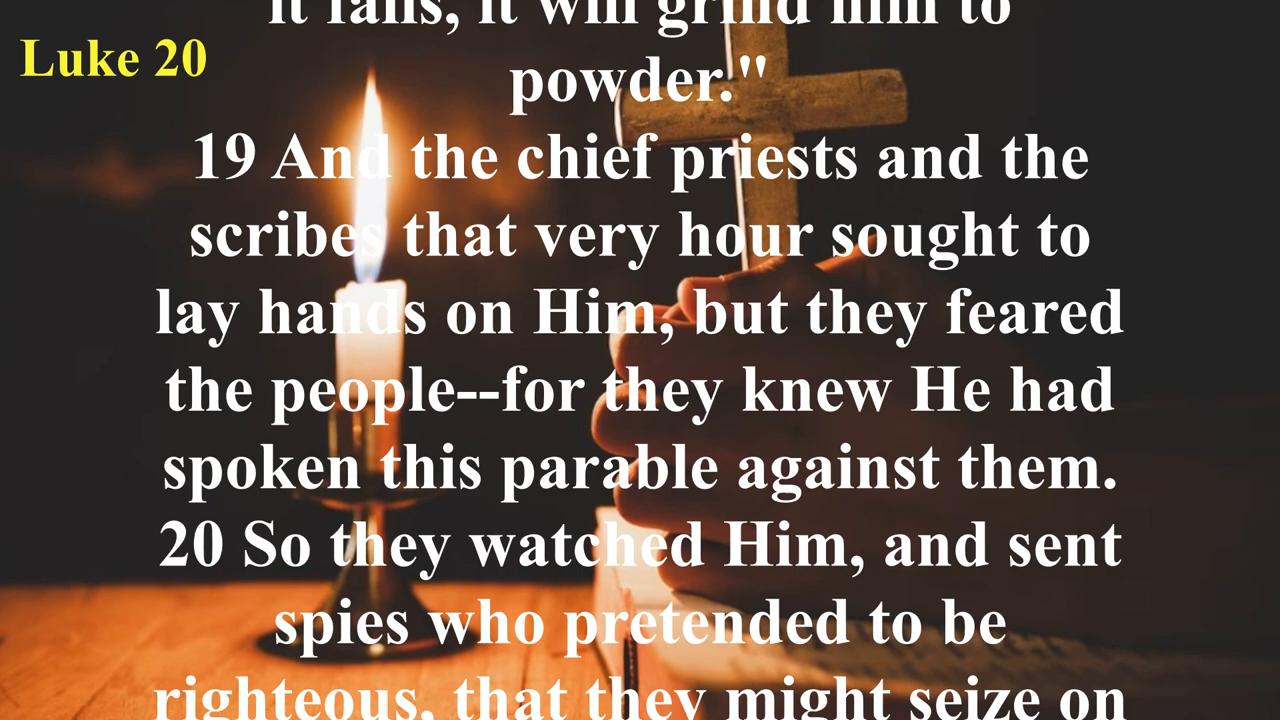 it falls, it will grind him to
Luke 20
powder."
19 And the chief priests and the
scribes that very hour sought to
lay hands on Him, but they feared
the people--for they knew He had
spoken this parable against them.
20 So they watched Him, and sent
spies who pretended to be
righteous, that they might seize on